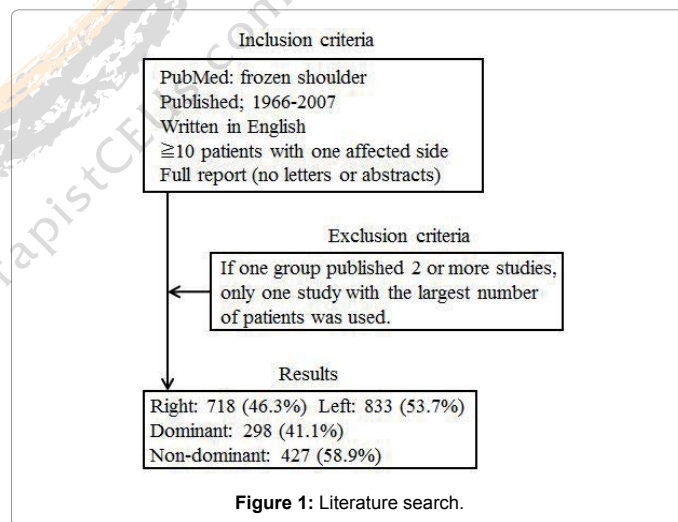 Inclusion criteria
PubMed: frozen shoulder
Published; 1966-2007
Written in English
≧10 patients with one affected side
Full report (no letters or abstracts)
Exclusion criteria
If one group published 2 or more studies,
only one study with the largest number
of patients was used.
Results
Right: 718 (46.3%) Left: 833 (53.7%)
Dominant: 298 (41.1%)
Non-dominant: 427 (58.9%)
Figure 1: Literature search.